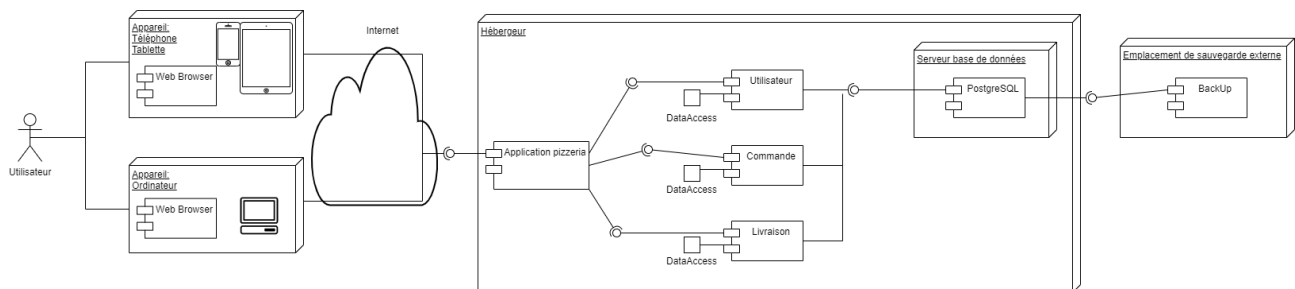 Appareil:
Téléphone
Tablette
Web Browser
Utilisateur
Appareil:
Ordinateur
Web Browser
Internet
Hébergeur
Application pizzeria
Utilisateur
DataAccess
Commande
DataAccess
Livraison
DataAccess
Serveur base de données
PostgreSQL
Emplacement de sauvegarde externe
BackUp